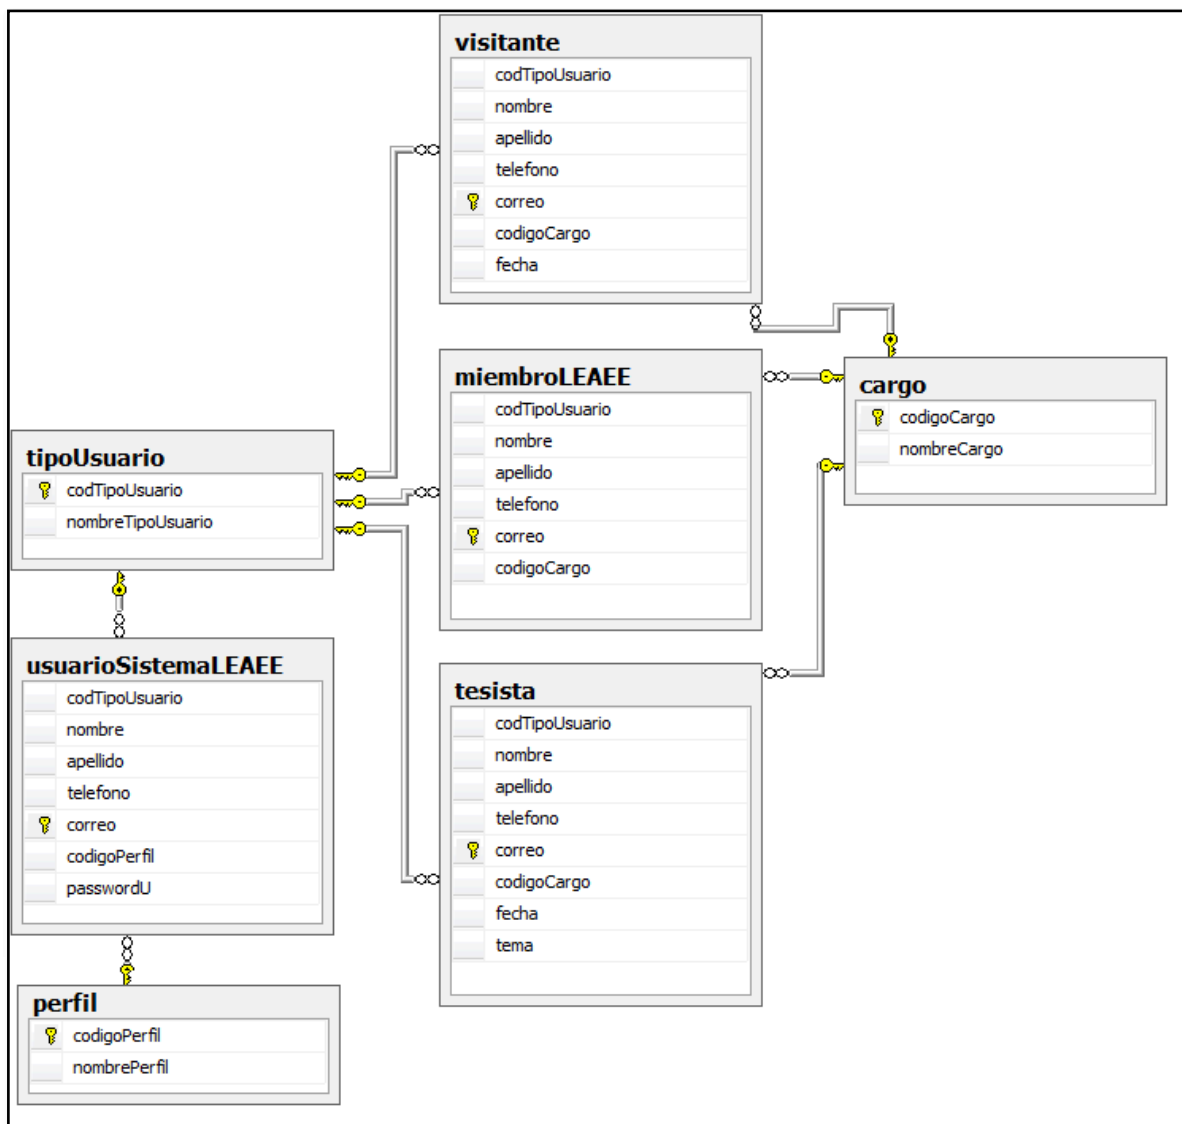 visitante
codTipoUsuario
nombre
apellido
telefono
correo
codigoCargo
fecha
miembroLEAEE
codTipoUsuario
nombre
apellido
telefono
correo
codigoCargo
cargo
codigoCargo
nombreCargo
tipoUsuario
codTipoUsuario
nombreTipoUsuario
usuarioSistemaLEAEE
codTipoUsuario
nombre
apellido
telefono
correo
codigoPerfil
passwordU
tesista
codTipoUsuario
nombre
apellido
telefono
correo
codigoCargo
fecha
tema
perfil
codigoPerfil
nombrePerfil